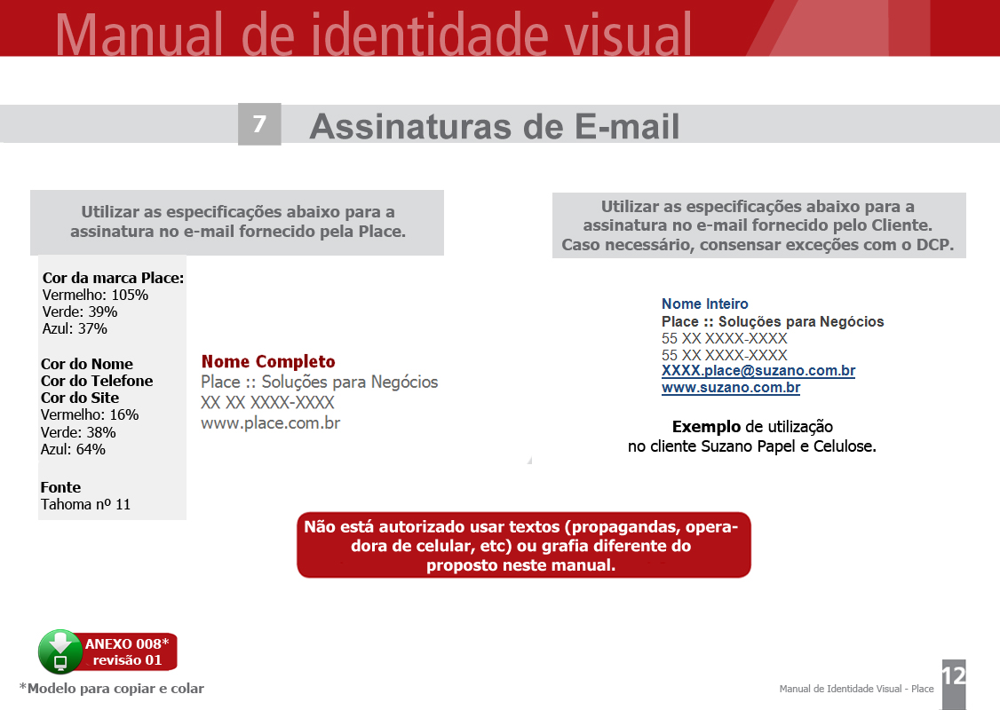 Manual de identidade visual
7 Assinaturas de E-mail
Utilizar as especificações abaixo para a
assinatura no e-mail fornecido pela Place.
Cor da marca Place:
Vermelho: 105%
Verde: 39%
Azul: 37%
Cor do Nome
Cor do Telefone
Cor do Site
Vermelho: 16%
Verde: 38%
Azul: 64%
Fonte
Tahoma nº 11
Nome Completo
Place :: Soluções para Negócios
XX XX XXXX-XXXX
www.place.com.br
Utilizar as especificações abaixo para a
assinatura no e-mail fornecido pelo Cliente.
Caso necessário, consensar exceções com o DCP.
Nome Inteiro
Place :: Soluções para Negócios
55 XX XXXX-XXXX
55 XX XXXX-XXXX
XXXX.place@suzano.com.br
www.suzano.com.br
Exemplo de utilização
no cliente Suzano Papel e Celulose.
Não está autorizado usar textos (propagandas, opera-
dora de celular, etc) ou grafia diferente do
proposto neste manual.
ANEXO 008*
revisão 01
*Modelo para copiar e colar
Manual de Identidade Visual - Place
12